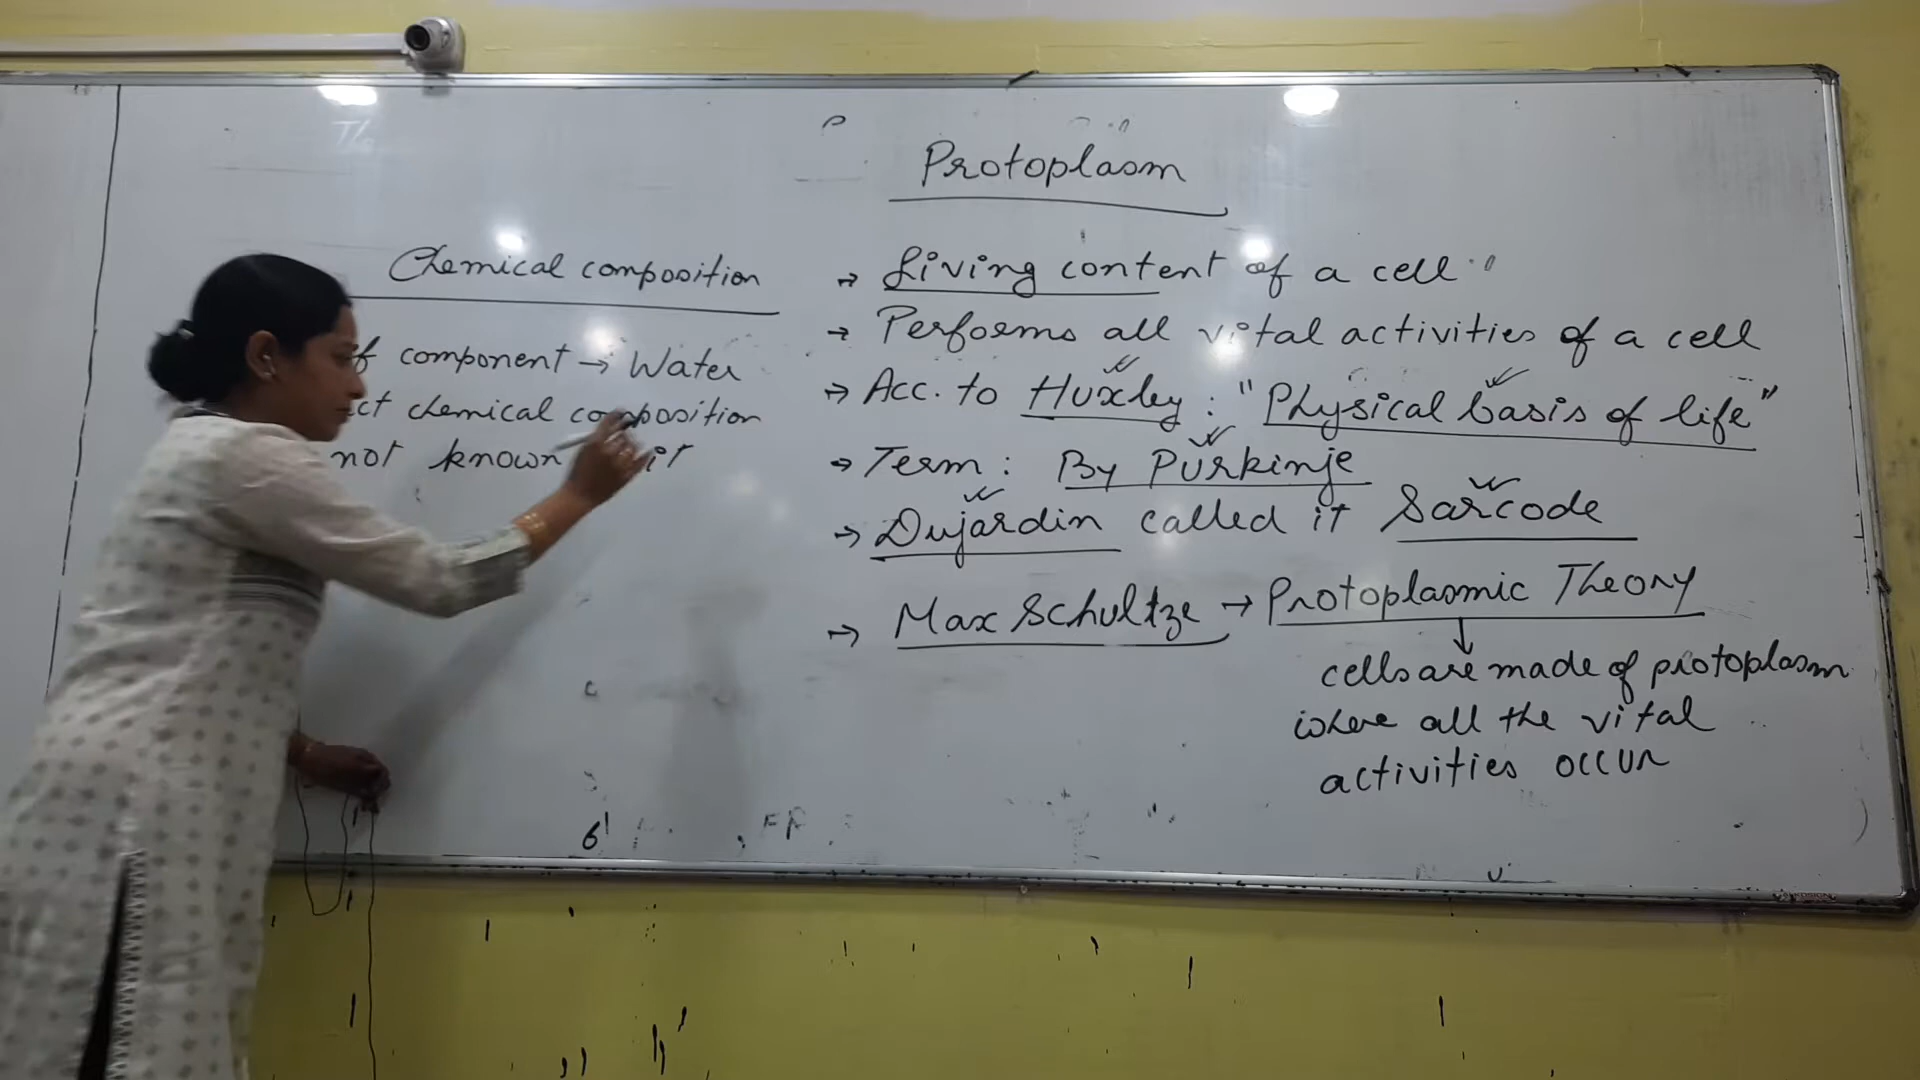 Protoplasm
Chemical composition
component → Water
chemical composition
not known it
→ Living content of a cell
→ Performs all vital activities of a cell
→ Acc. to Huxley : "Physical basis of life"
→ Term : By Purkinje
→ Dujardin called it Sarcode
→ Max Schultze → Protoplasmic Theory
↓
cells are made of protoplasm
where all the vital
activities occur